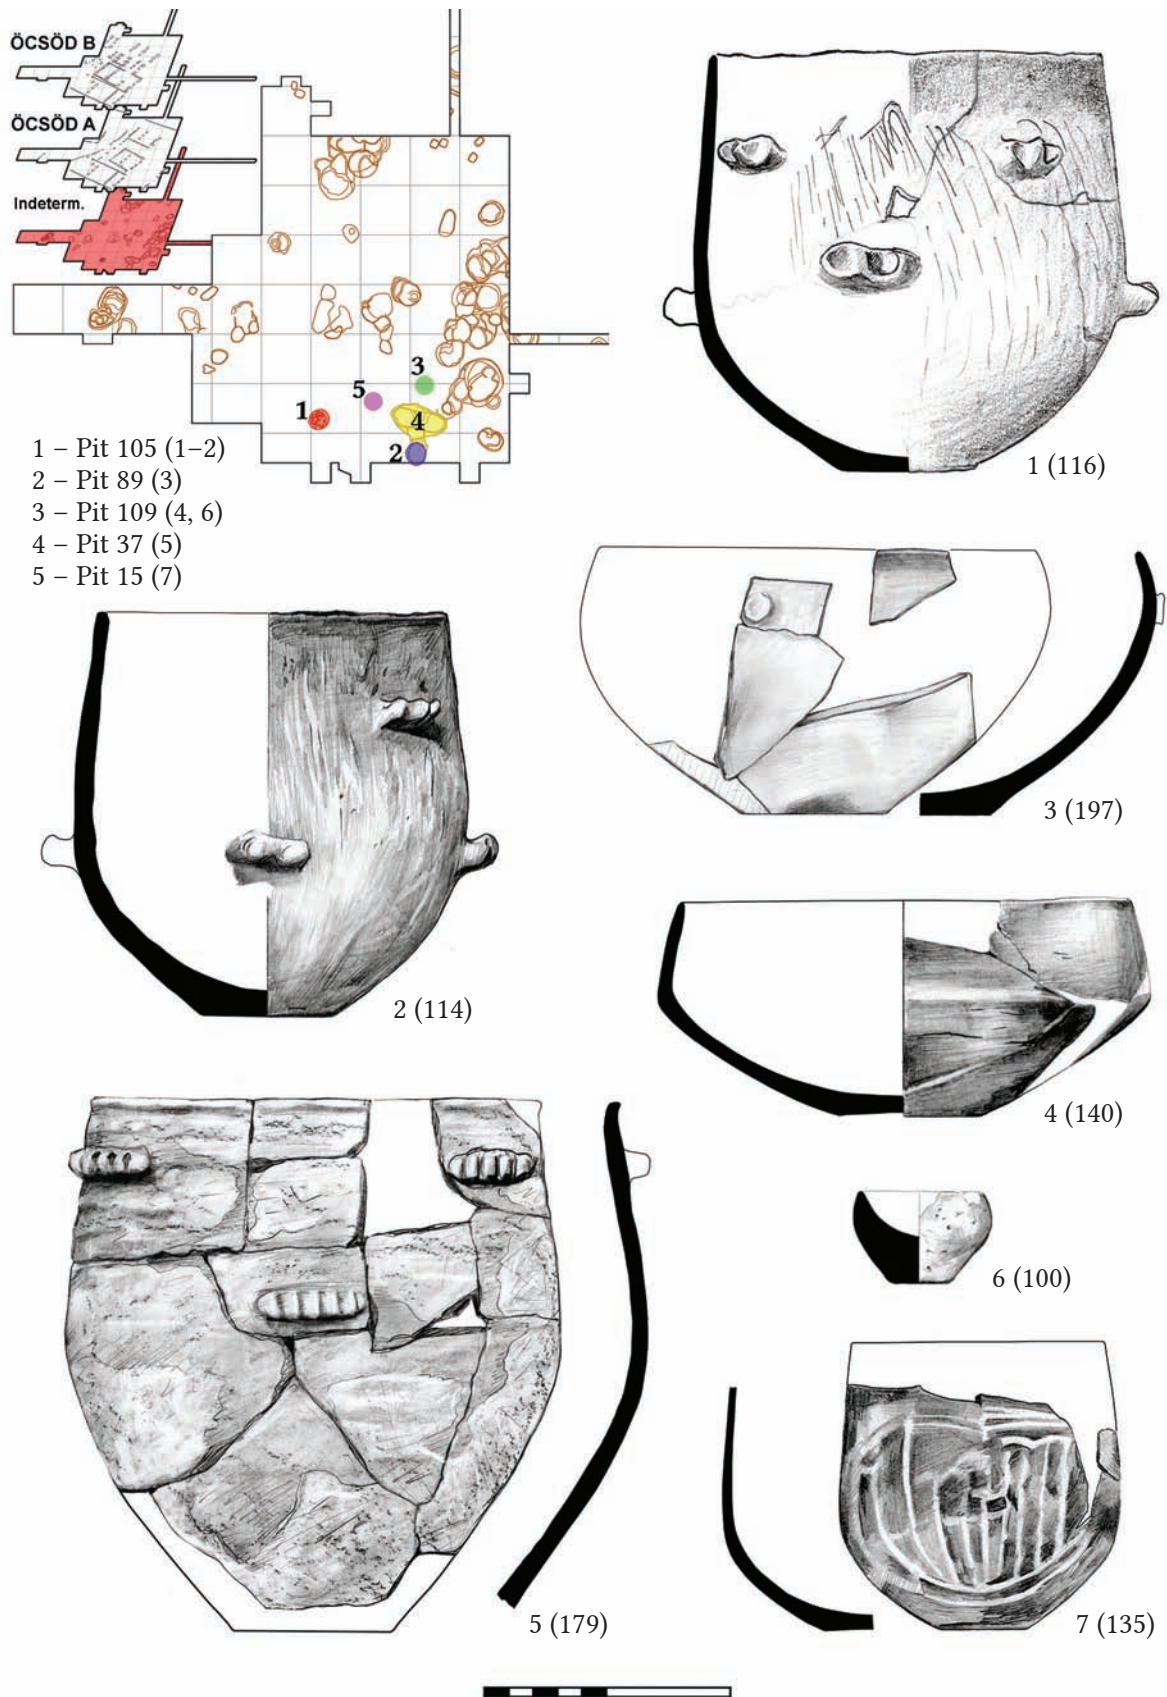 ÖCSÖD B
ÖCSÖD A
Indeterm.
3
5
1
4
2
1 – Pit 105 (1–2)
2 – Pit 89 (3)
3 – Pit 109 (4, 6)
4 – Pit 37 (5)
5 – Pit 15 (7)
1 (116)
2 (114)
3 (197)
4 (140)
5 (179)
6 (100)
7 (135)